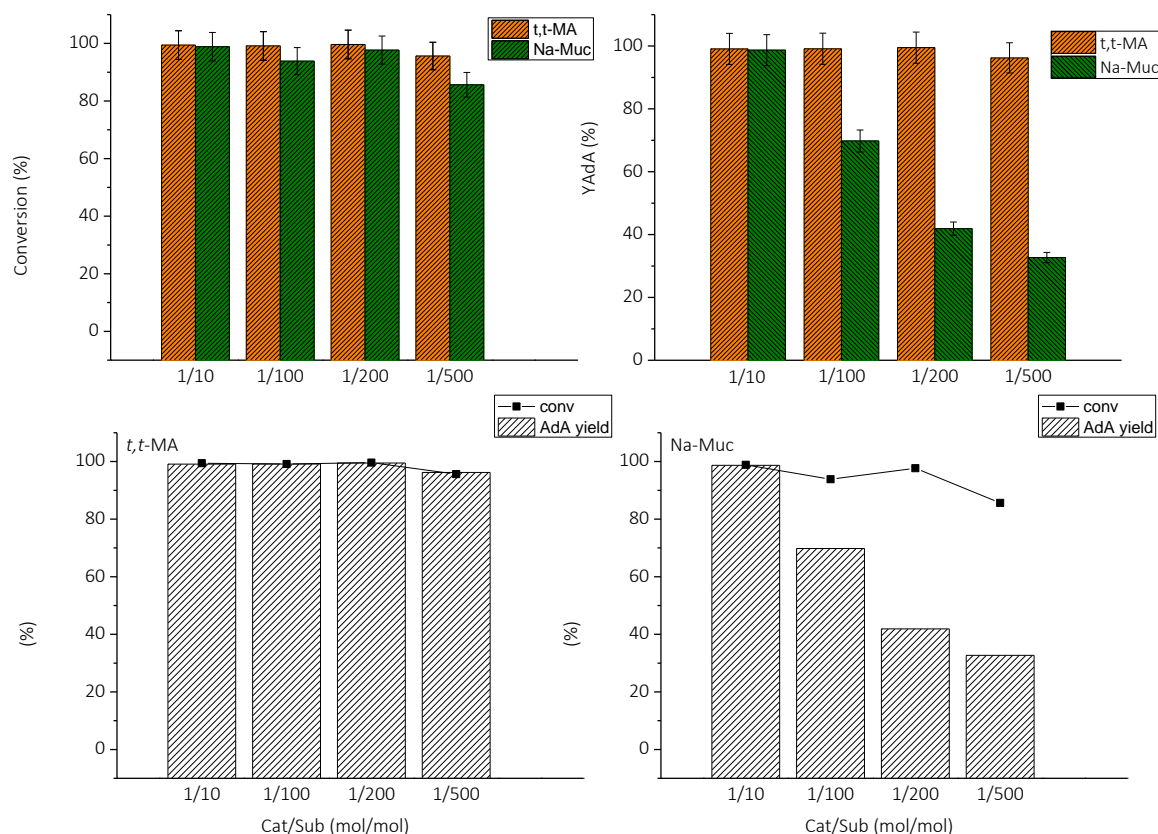 t,t-MA
Na-Muc
100
80
60
40
20
0
Conversion (%)
1/10 1/100 1/200 1/500
t,t-MA
Na-Muc
100
80
60
40
20
0
YAdA (%)
1/10 1/100 1/200 1/500
conv
AdA yield
t,t-MA
100
80
60
40
20
0
(%)
1/10 1/100 1/200 1/500
Cat/Sub (mol/mol)
conv
AdA yield
Na-Muc
100
80
60
40
20
0
(%)
1/10 1/100 1/200 1/500
Cat/Sub (mol/mol)